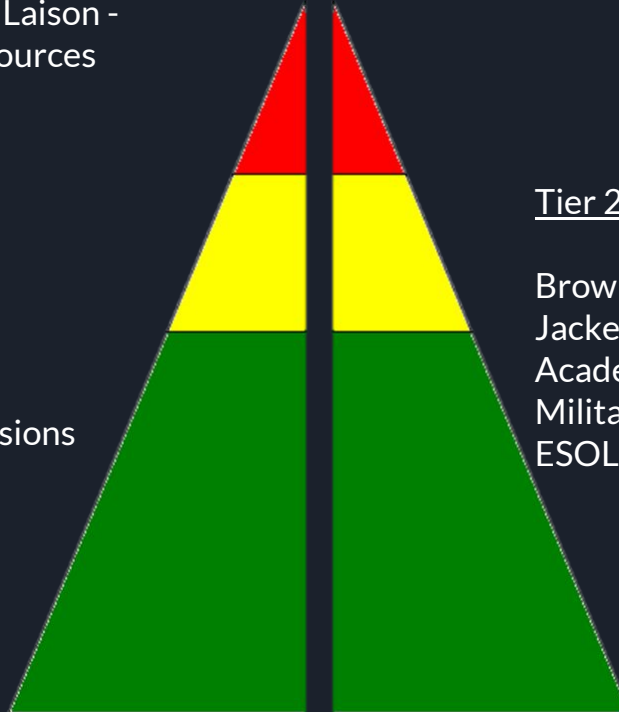 Laison -
ources
Tier 2
Brow
Jacke
Acade
Milita
ESOL
sions